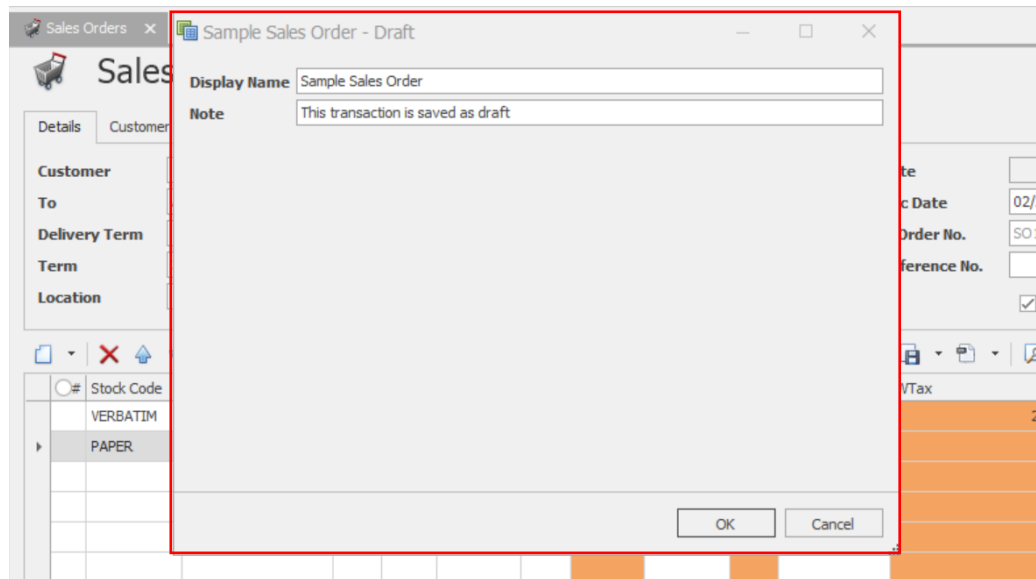 Sales Orders
Sample Sales Order - Draft
Sales
Display Name Sample Sales Order
Note This transaction is saved as draft
Details Customer
Customer
To
Delivery Term
Term
Location
te
c Date 02/
Order No. SO
ference No.
# Stock Code
WTax
VERBATIM 2
PAPER
OK Cancel